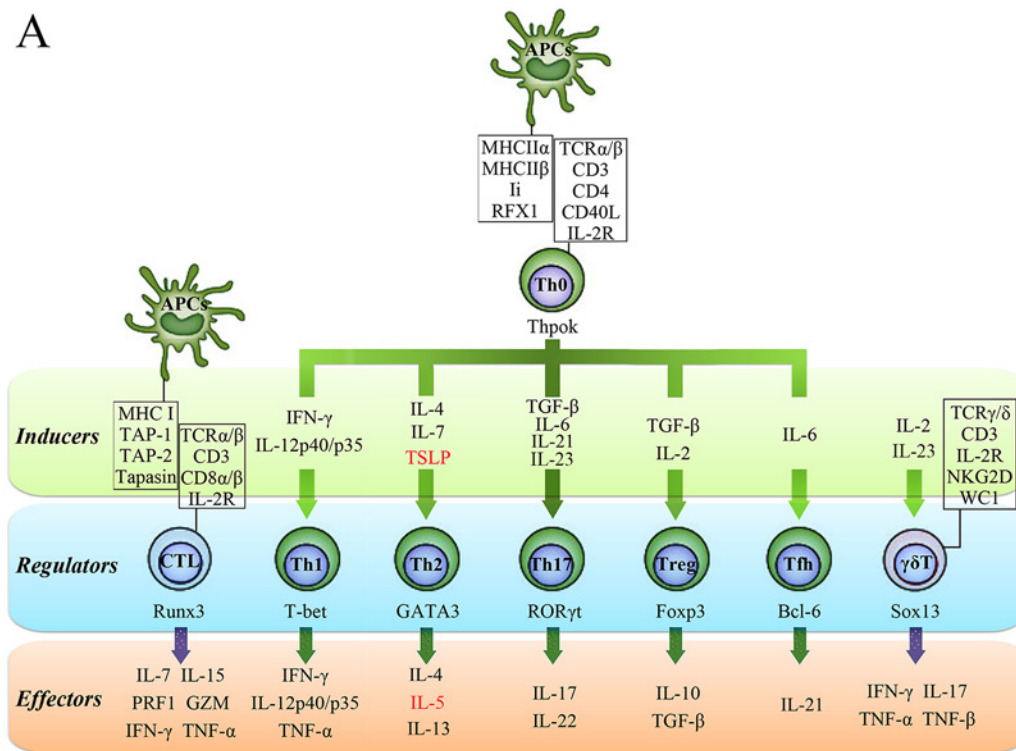 A
APCs
MHCIIα
MHCIIβ
Ii
RFX1
TCRα/β
CD3
CD4
CD40L
IL-2R
Th0
Thpok
APCs
MHC I
TAP-1
TAP-2
Tapasin
TCRα/β
CD3
CD8α/β
IL-2R
Inducers
IFN-γ
IL-12p40/p35
IL-4
IL-7
TSLP
TGF-β
IL-6
IL-21
IL-23
TGF-β
IL-2
IL-6
IL-2
IL-23
TCRγ/δ
CD3
IL-2R
NKG2D
WC1
Regulators
CTL
Th1
Th2
Th17
Treg
Tfh
γδT
Runx3
T-bet
GATA3
RORγt
Foxp3
Bcl-6
Sox13
Effectors
IL-7 IL-15
PRF1 GZM
IFN-γ TNF-α
IFN-γ
IL-12p40/p35
TNF-α
IL-4
IL-5
IL-13
IL-17
IL-22
IL-10
TGF-β
IL-21
IFN-γ IL-17
TNF-α TNF-β